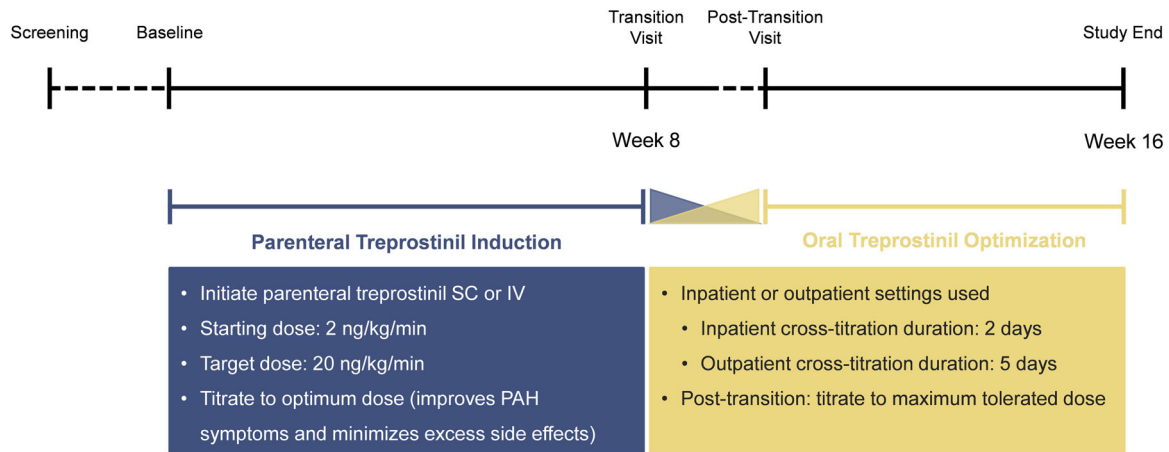 Screening
Baseline
Transition
Visit
Post-Transition
Visit
Study End
Week 8
Week 16
Parenteral Treprostinil Induction
Oral Treprostinil Optimization
• Initiate parenteral treprostinil SC or IV
• Starting dose: 2 ng/kg/min
• Target dose: 20 ng/kg/min
• Titrate to optimum dose (improves PAH
symptoms and minimizes excess side effects)
• Inpatient or outpatient settings used
• Inpatient cross-titration duration: 2 days
• Outpatient cross-titration duration: 5 days
• Post-transition: titrate to maximum tolerated dose